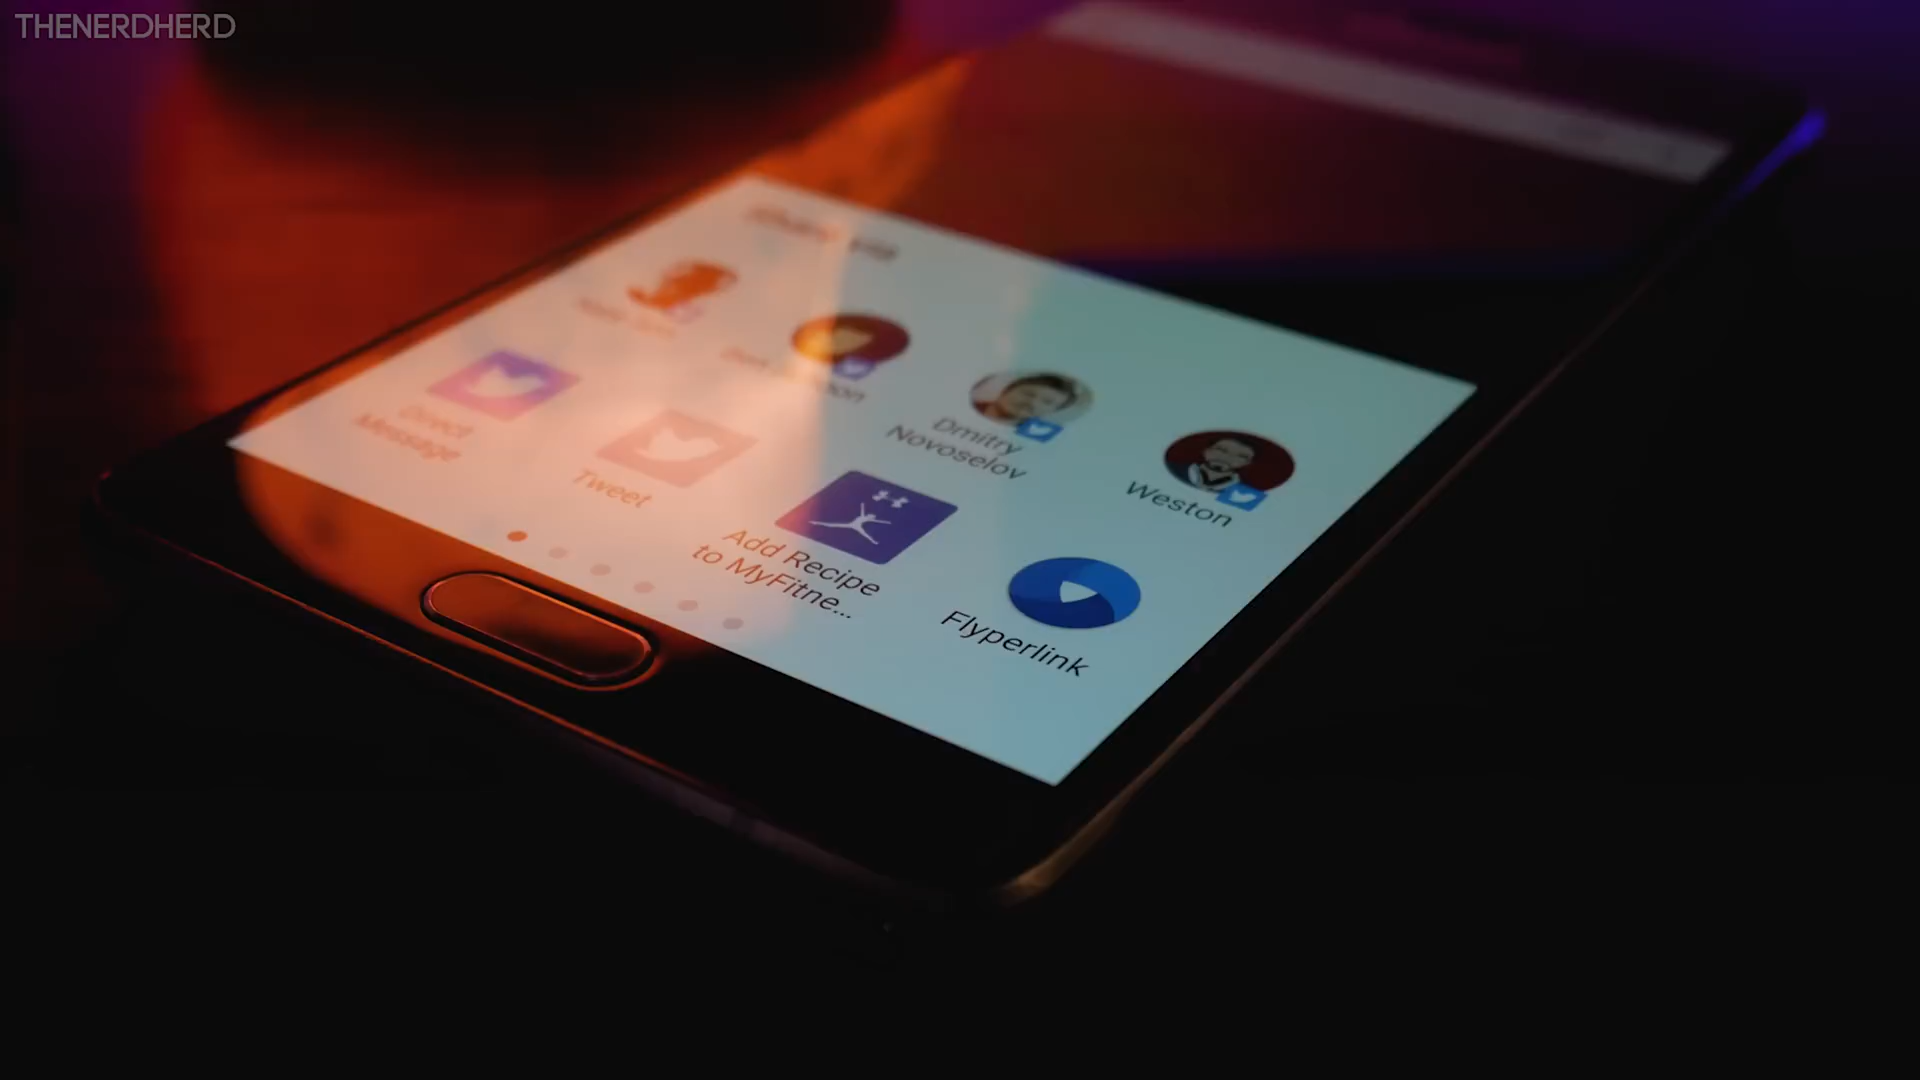 THENERDHERD
Dmitry
Novoselov
Weston
Direct
Message
Tweet
Add Recipe
to MyFitne...
Flyperlink